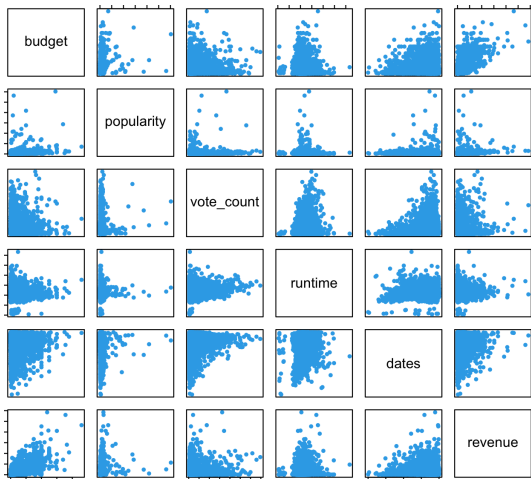 budget
popularity
vote_count
runtime
dates
revenue